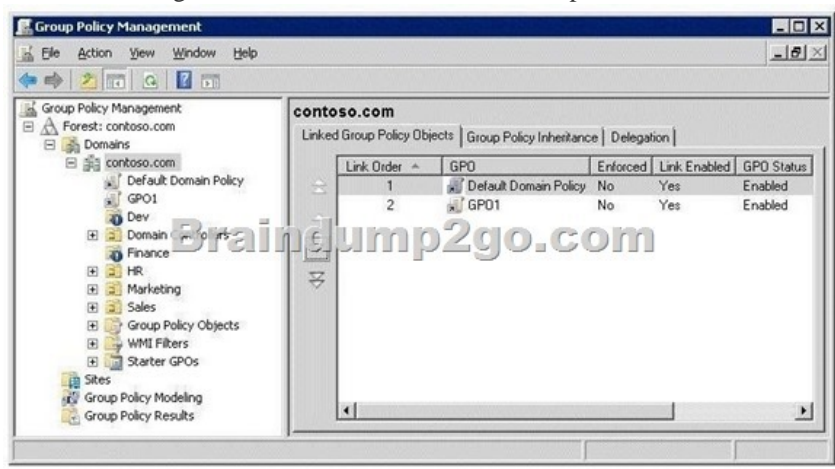 Group Policy Management
File Action View Window Help
Group Policy Management
Forest: contoso.com
Domains
contoso.com
Default Domain Policy
GPO1
Dev
Domain Controllers
Finance
HR
Marketing
Sales
Group Policy Objects
WMI Filters
Starter GPOs
Sites
Group Policy Modeling
Group Policy Results
contoso.com
Linked Group Policy Objects Group Policy Inheritance Delegation
Link Order GPO Enforced Link Enabled GPO Status
1 Default Domain Policy No Yes Enabled
2 GPO1 No Yes Enabled
Braindump2go.com